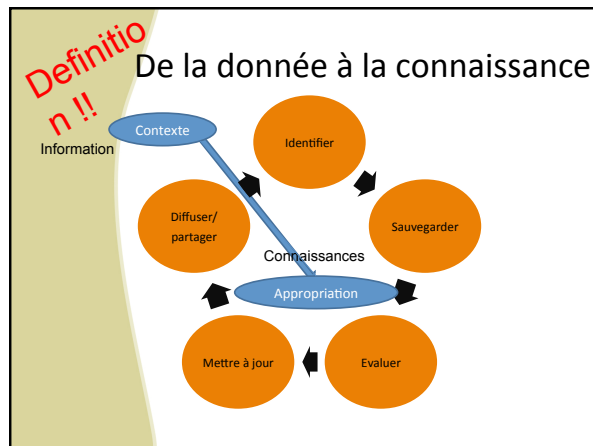 Definitio
n !!
De la donnée à la connaissance
Contexte
Information
Identifier
Diffuser/
partager
Sauvegarder
Connaissances
Appropriation
Mettre à jour
Evaluer